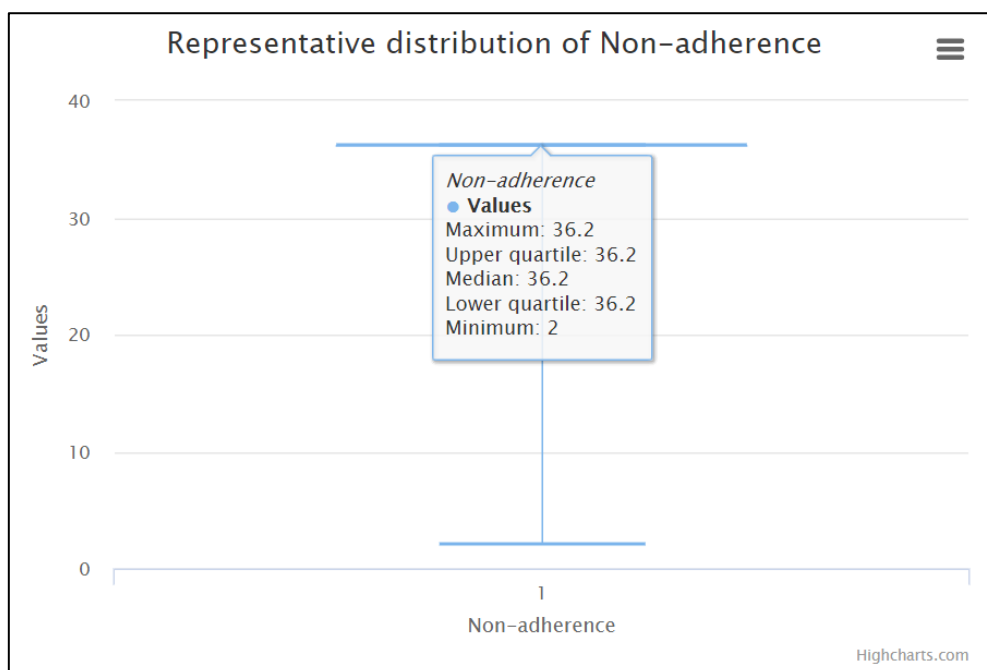 Representative distribution of Non-adherence
40
30
20
10
0
Values
Non-adherence
● Values
Maximum: 36.2
Upper quartile: 36.2
Median: 36.2
Lower quartile: 36.2
Minimum: 2
1
Non-adherence
Highcharts.com